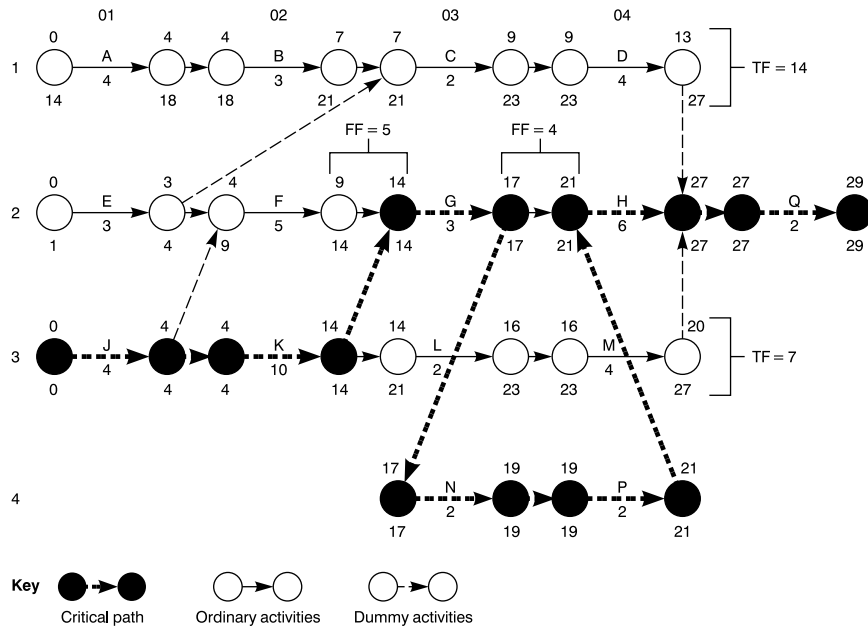 01 02 03 04
0 4 4 7 7 9 9 13
1 A B C D TF = 14
4 3 2 4
14 18 18 21 21 23 23 27
FF = 5 FF = 4
0 3 4 9 14 17 21 27 27 29
2 E F G H Q
3 5 3 6 2
1 4 9 14 14 17 21 27 27 29
0 4 4 14 14 16 16 20
3 J K L M TF = 7
4 10 2 4
0 4 4 14 21 23 23 27
17 19 19 21
4 N P
2 2
17 19 19 21
Key
Critical path Ordinary activities Dummy activities